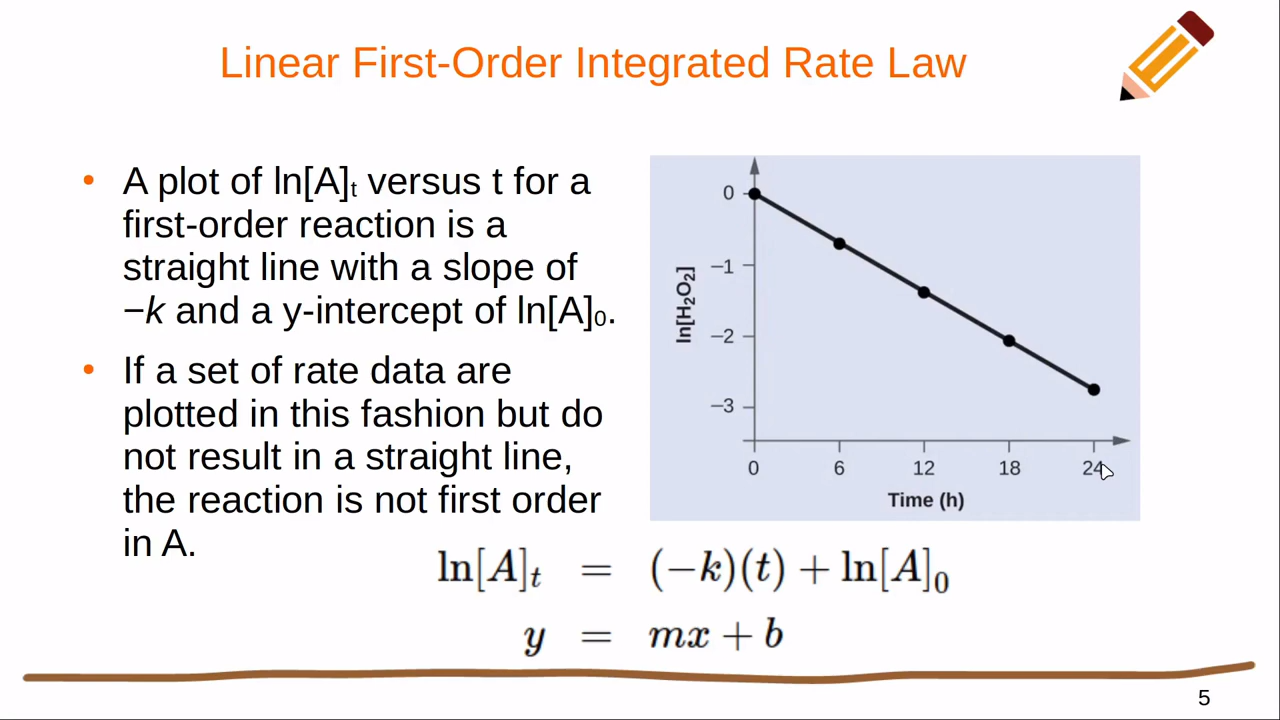 Linear First-Order Integrated Rate Law
• A plot of ln[A]ₜ versus t for a
first-order reaction is a
straight line with a slope of
−k and a y-intercept of ln[A]₀.
• If a set of rate data are
plotted in this fashion but do
not result in a straight line,
the reaction is not first order
in A.
0
−1
−2
−3
ln[H₂O₂]
0 6 12 18 24
Time (h)
ln[A]ₜ = (−k)(t) + ln[A]₀
y = mx + b
5